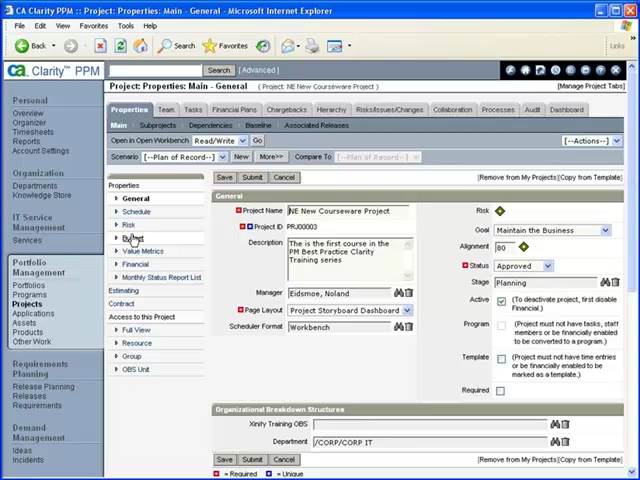 CA Clarity PPM :: Project: Properties: Main - General - Microsoft Internet Explorer
File Edit View Favorites Tools Help
Back Search Favorites Links
ca Clarity™ PPM Search [Advanced]
Personal
Overview
Organizer
Timesheets
Reports
Account Settings
Organization
Departments
Knowledge Store
IT Service Management
Services
Portfolio Management
Portfolios
Programs
Projects
Applications
Assets
Products
Other Work
Requirements Planning
Release Planning
Releases
Requirements
Demand Management
Ideas
Incidents
Project: Properties: Main - General (Project NE New Courseware Project) [Manage Project Tabs]
Properties Team Tasks Financial Plans Chargebacks Hierarchy Risks/Issues/Changes Collaboration Processes Audit Dashboard
Main Subprojects Dependencies Baseline Associated Releases
Open in Open Workbench Read/Write Go [--Actions--]
Scenario [--Plan of Record--] New More>> Compare To [--Plan of Record--]
Properties
General
Schedule
Risk
Value Metrics
Financial
Monthly Status Report List
Estimating
Contract
Access to this Project
Full View
Resource
Group
OBS Unit
Save Submit Cancel [Remove from My Projects] [Copy from Template]
General
Project Name NE New Courseware Project
Project ID PRJ00003
Description The is the first course in the
PM Best Practice Clarity
Training series
Manager Eidsmoe, Noland
Page Layout Project Storyboard Dashboard
Scheduler Format Workbench
Risk
Goal Maintain the Business
Alignment 80
Status Approved
Stage Planning
Active (To deactivate project, first disable
Financial.)
Program (Project must not have tasks, staff
members or be financially enabled
to be converted to a program.)
Template (Project must not have time entries
or be financially enabled to be
marked as a template.)
Required
Organizational Breakdown Structures
Xinify Training OBS
Department /CORP/CORP IT
Save Submit Cancel [Remove from My Projects] [Copy from Template]
= Required = Unique